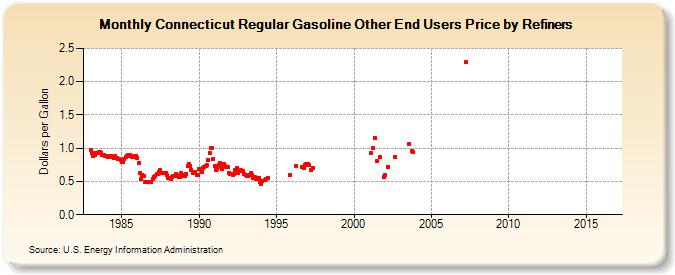 Monthly Connecticut Regular Gasoline Other End Users Price by Refiners
Dollars per Gallon
2.5
2.0
1.5
1.0
0.5
0.0
1985 1990 1995 2000 2005 2010 2015
Source: U.S. Energy Information Administration